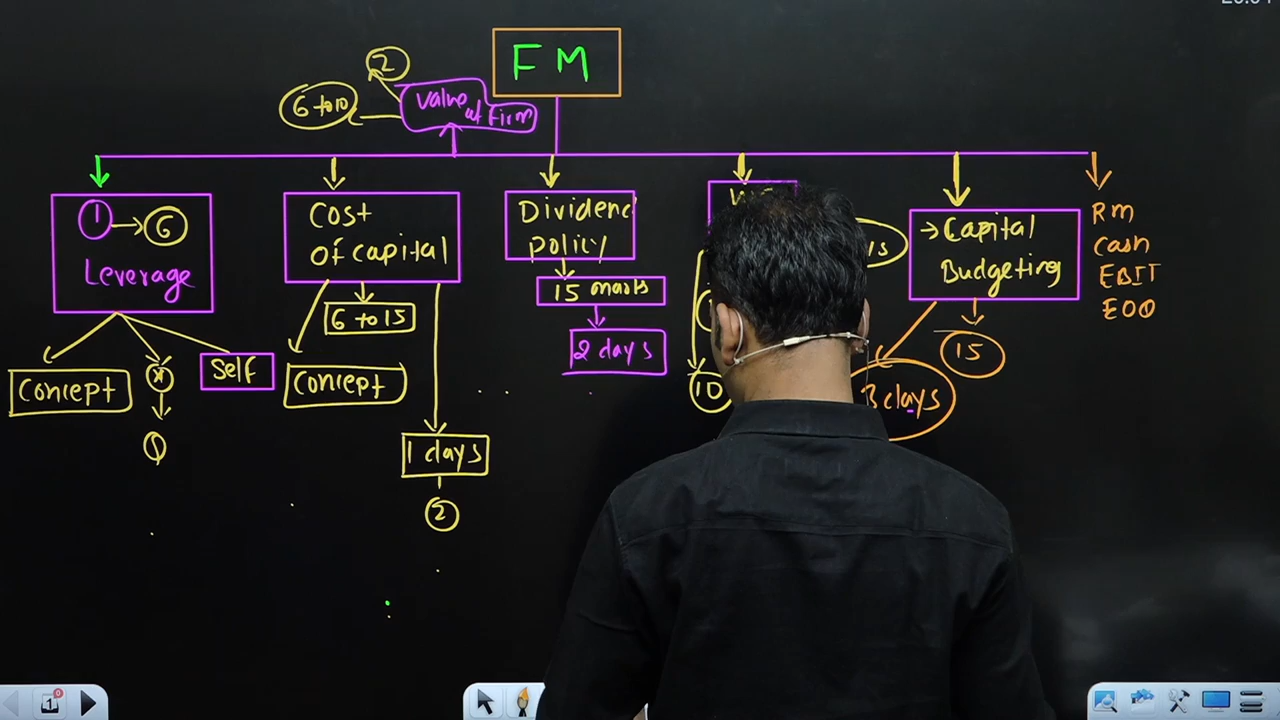 FM
2
6 to 10
Value
of Firm
1 → 6
Leverage
Concept
Self
Cost
Of Capital
6 to 15
Concept
1 days
2
Dividend
policy
15 marks
2 days
10
→ Capital
Budgeting
15
3 days
RM
Cash
EBIT
EOQ
1